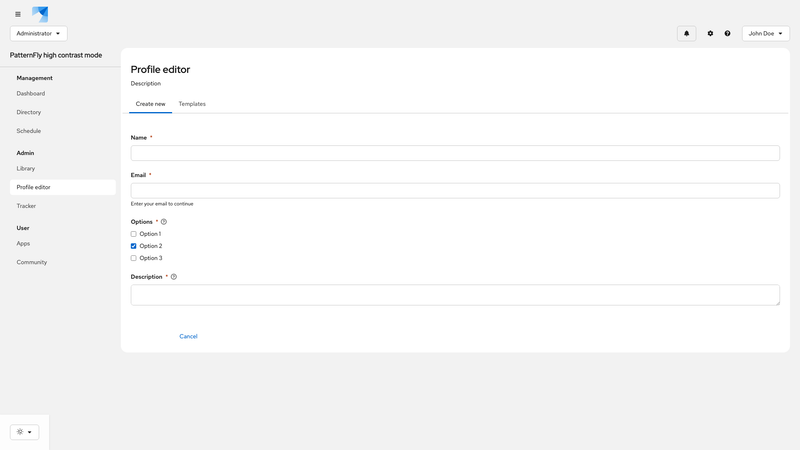 Administrator
John Doe
PatternFly high contrast mode
Management
Dashboard
Directory
Schedule
Admin
Library
Profile editor
Tracker
User
Apps
Community
Profile editor
Description
Create new
Templates
Name *
Email *
Enter your email to continue
Options *
Option 1
Option 2
Option 3
Description *
Cancel